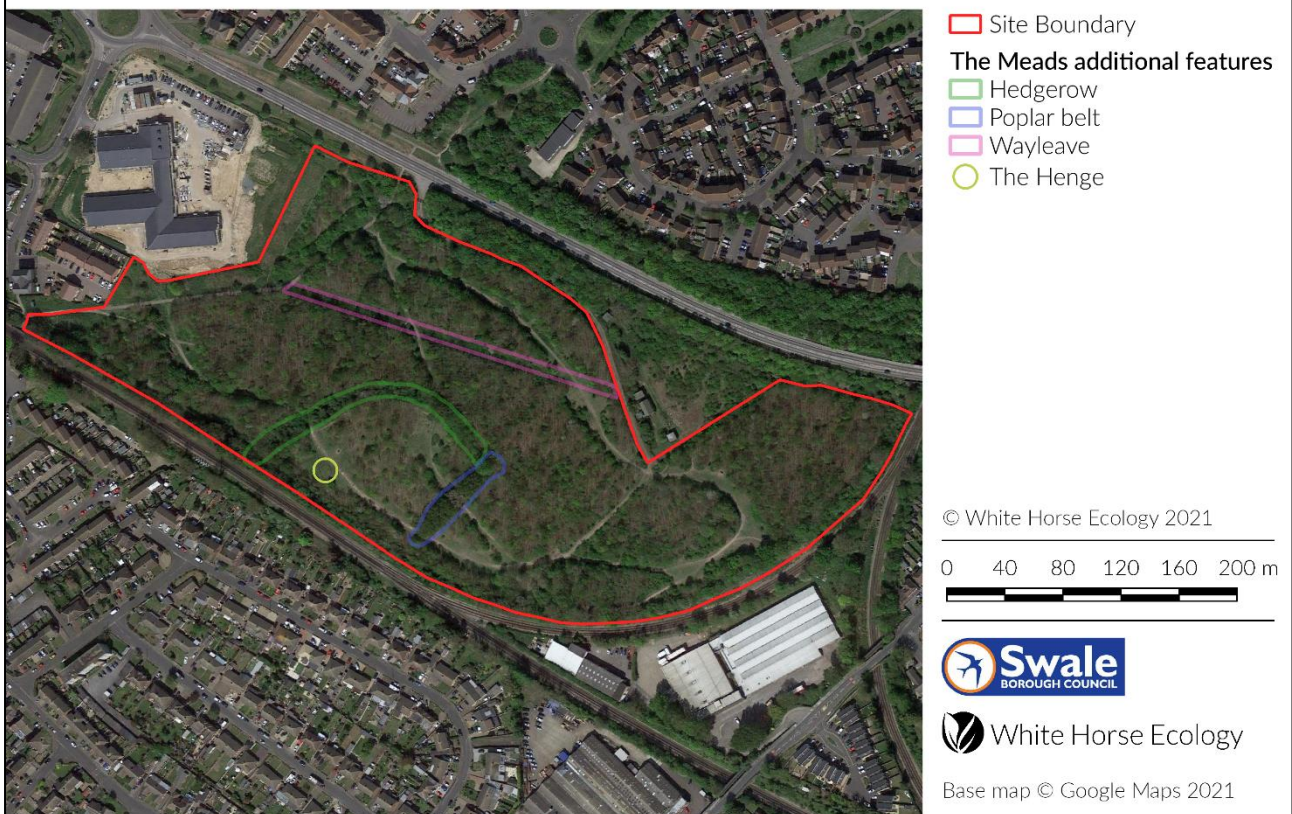 Site Boundary
The Meads additional features
Hedgerow
Poplar belt
Wayleave
The Henge
© White Horse Ecology 2021
0 40 80 120 160 200 m
Swale
BOROUGH COUNCIL
White Horse Ecology
Base map © Google Maps 2021